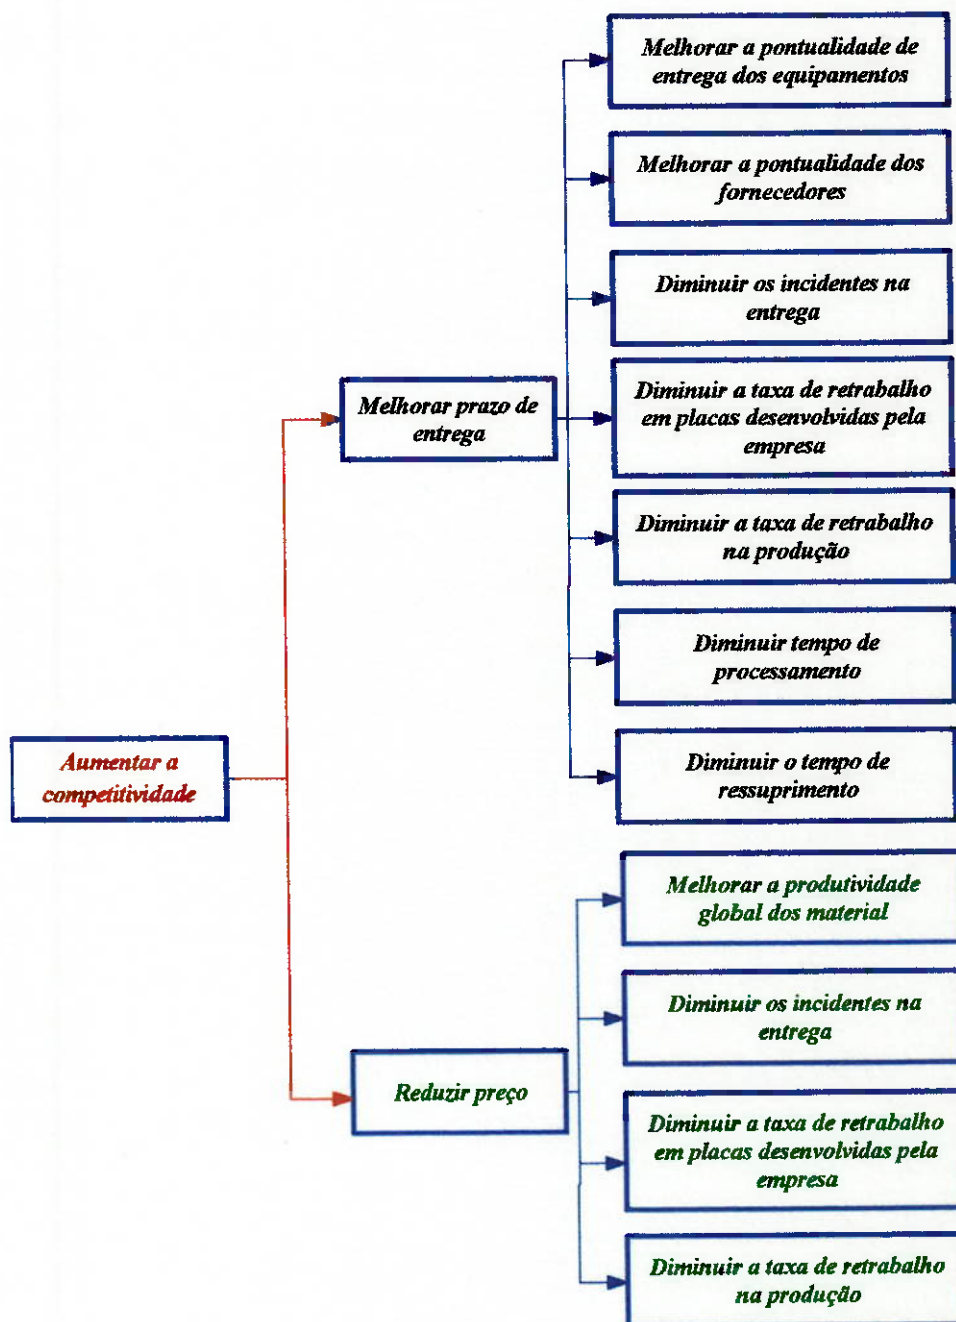 Melhorar a pontualidade de
entrega dos equipamentos
Melhorar a pontualidade dos
fornecedores
Diminuir os incidentes na
entrega
Melhorar prazo de
entrega
Diminuir a taxa de retrabalho
em placas desenvolvidas pela
empresa
Diminuir a taxa de retrabalho
na produção
Diminuir tempo de
processamento
Aumentar a
competitividade
Diminuir o tempo de
ressuprimento
Melhorar a produtividade
global dos material
Diminuir os incidentes na
entrega
Reduzir preço
Diminuir a taxa de retrabalho
em placas desenvolvidas pela
empresa
Diminuir a taxa de retrabalho
na produção